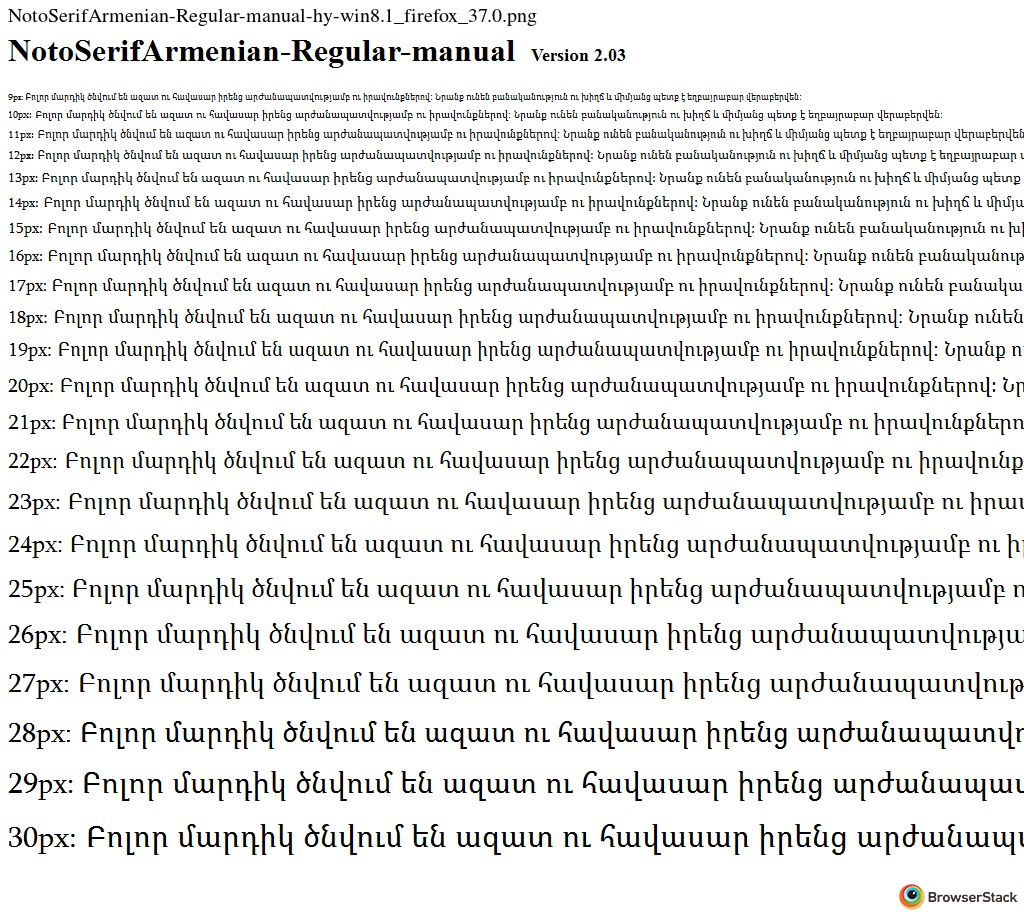 NotoSerifArmenian-Regular-manual-hy-win8.1_firefox_37.0.png
NotoSerifArmenian-Regular-manual Version 2.03
9px: Բոլոր մարդիկ ծնվում են ազատ ու հավասար իրենց արժանապատվությամբ ու իրավունքներով։ Նրանք ունեն բանականություն ու խիղճ և միմյանց պետք է եղբայրաբար վերաբերվեն։
10px: Բոլոր մարդիկ ծնվում են ազատ ու հավասար իրենց արժանապատվությամբ ու իրավունքներով։ Նրանք ունեն բանականություն ու խիղճ և միմյանց պետք է եղբայրաբար վերաբերվեն։
11px: Բոլոր մարդիկ ծնվում են ազատ ու հավասար իրենց արժանապատվությամբ ու իրավունքներով։ Նրանք ունեն բանականություն ու խիղճ և միմյանց պետք է եղբայրաբար վերաբերվեն
12px: Բոլոր մարդիկ ծնվում են ազատ ու հավասար իրենց արժանապատվությամբ ու իրավունքներով։ Նրանք ունեն բանականություն ու խիղճ և միմյանց պետք է եղբայրաբար
13px: Բոլոր մարդիկ ծնվում են ազատ ու հավասար իրենց արժանապատվությամբ ու իրավունքներով։ Նրանք ունեն բանականություն ու խիղճ և միմյանց պետք
14px: Բոլոր մարդիկ ծնվում են ազատ ու հավասար իրենց արժանապատվությամբ ու իրավունքներով։ Նրանք ունեն բանականություն ու խիղճ և միմյա
15px: Բոլոր մարդիկ ծնվում են ազատ ու հավասար իրենց արժանապատվությամբ ու իրավունքներով։ Նրանք ունեն բանականություն ու խի
16px: Բոլոր մարդիկ ծնվում են ազատ ու հավասար իրենց արժանապատվությամբ ու իրավունքներով։ Նրանք ունեն բանականութ
17px: Բոլոր մարդիկ ծնվում են ազատ ու հավասար իրենց արժանապատվությամբ ու իրավունքներով։ Նրանք ունեն բանակա
18px: Բոլոր մարդիկ ծնվում են ազատ ու հավասար իրենց արժանապատվությամբ ու իրավունքներով։ Նրանք ունեն
19px: Բոլոր մարդիկ ծնվում են ազատ ու հավասար իրենց արժանապատվությամբ ու իրավունքներով։ Նրանք ո
20px: Բոլոր մարդիկ ծնվում են ազատ ու հավասար իրենց արժանապատվությամբ ու իրավունքներով։ Նր
21px: Բոլոր մարդիկ ծնվում են ազատ ու հավասար իրենց արժանապատվությամբ ու իրավունքներո
22px: Բոլոր մարդիկ ծնվում են ազատ ու հավասար իրենց արժանապատվությամբ ու իրավունք
23px: Բոլոր մարդիկ ծնվում են ազատ ու հավասար իրենց արժանապատվությամբ ու իրավ
24px: Բոլոր մարդիկ ծնվում են ազատ ու հավասար իրենց արժանապատվությամբ ու իր
25px: Բոլոր մարդիկ ծնվում են ազատ ու հավասար իրենց արժանապատվությամբ ո
26px: Բոլոր մարդիկ ծնվում են ազատ ու հավասար իրենց արժանապատվությա
27px: Բոլոր մարդիկ ծնվում են ազատ ու հավասար իրենց արժանապատվութ
28px: Բոլոր մարդիկ ծնվում են ազատ ու հավասար իրենց արժանապատվո
29px: Բոլոր մարդիկ ծնվում են ազատ ու հավասար իրենց արժանապատ
30px: Բոլոր մարդիկ ծնվում են ազատ ու հավասար իրենց արժանապ
BrowserStack